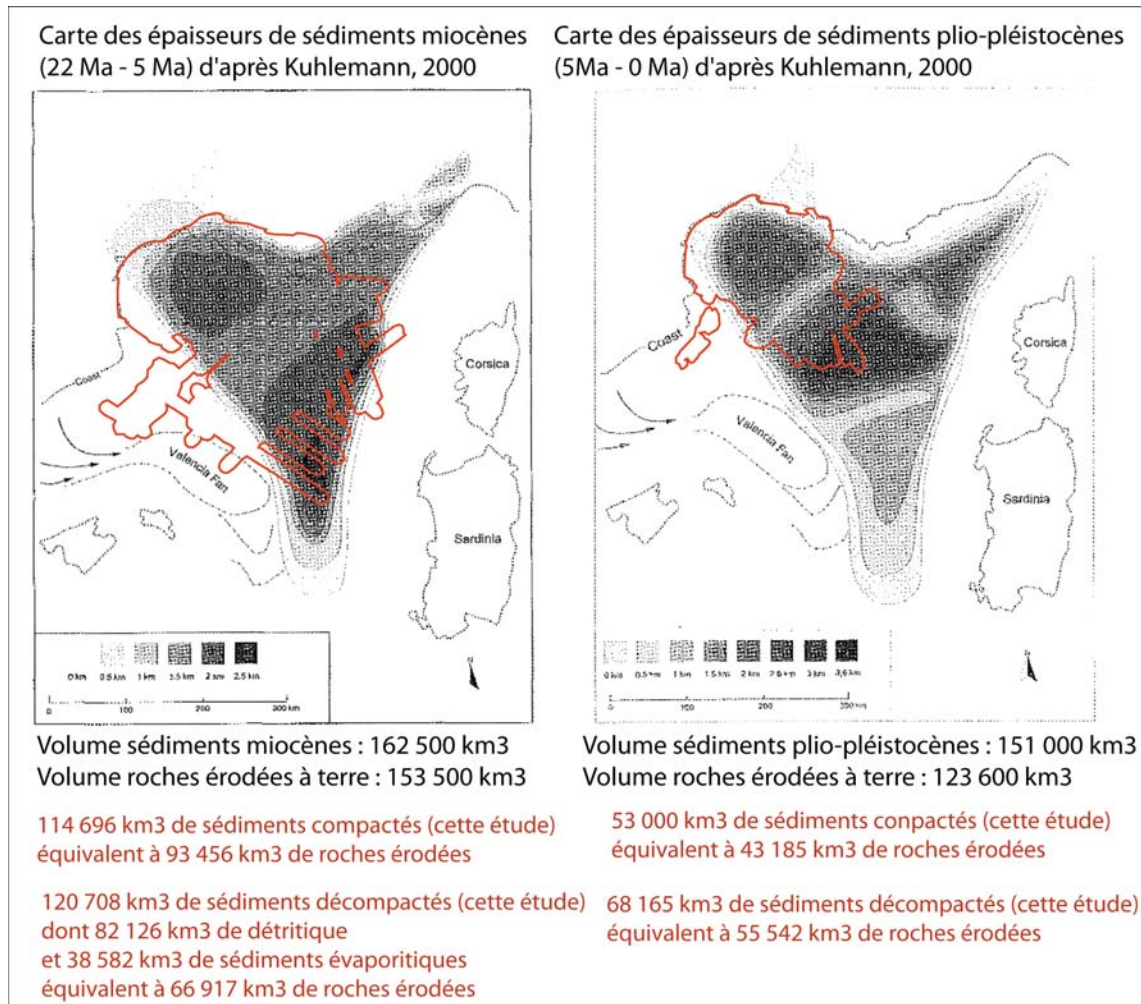 Carte des épaisseurs de sédiments miocènes
(22 Ma - 5 Ma) d'après Kuhlemann, 2000
Coast
Valencia Fan
Corsica
Sardinia
N
0 km 0.5 km 1 km 1.5 km 2 km 2.5 km
0 100 200 300 km
Volume sédiments miocènes : 162 500 km3
Volume roches érodées à terre : 153 500 km3
114 696 km3 de sédiments compactés (cette étude)
équivalent à 93 456 km3 de roches érodées
120 708 km3 de sédiments décompactés (cette étude)
dont 82 126 km3 de détritique
et 38 582 km3 de sédiments évaporitiques
équivalent à 66 917 km3 de roches érodées
Carte des épaisseurs de sédiments plio-pléistocènes
(5Ma - 0 Ma) d'après Kuhlemann, 2000
Coast
Valencia Fan
Corsica
Sardinia
N
0.5 km 1 km 1.5 km 2 km 3 km
0 100 200 300 km
Volume sédiments plio-pléistocènes : 151 000 km3
Volume roches érodées à terre : 123 600 km3
53 000 km3 de sédiments conpactés (cette étude)
équivalent à 43 185 km3 de roches érodées
68 165 km3 de sédiments décompactés (cette étude)
équivalent à 55 542 km3 de roches érodées